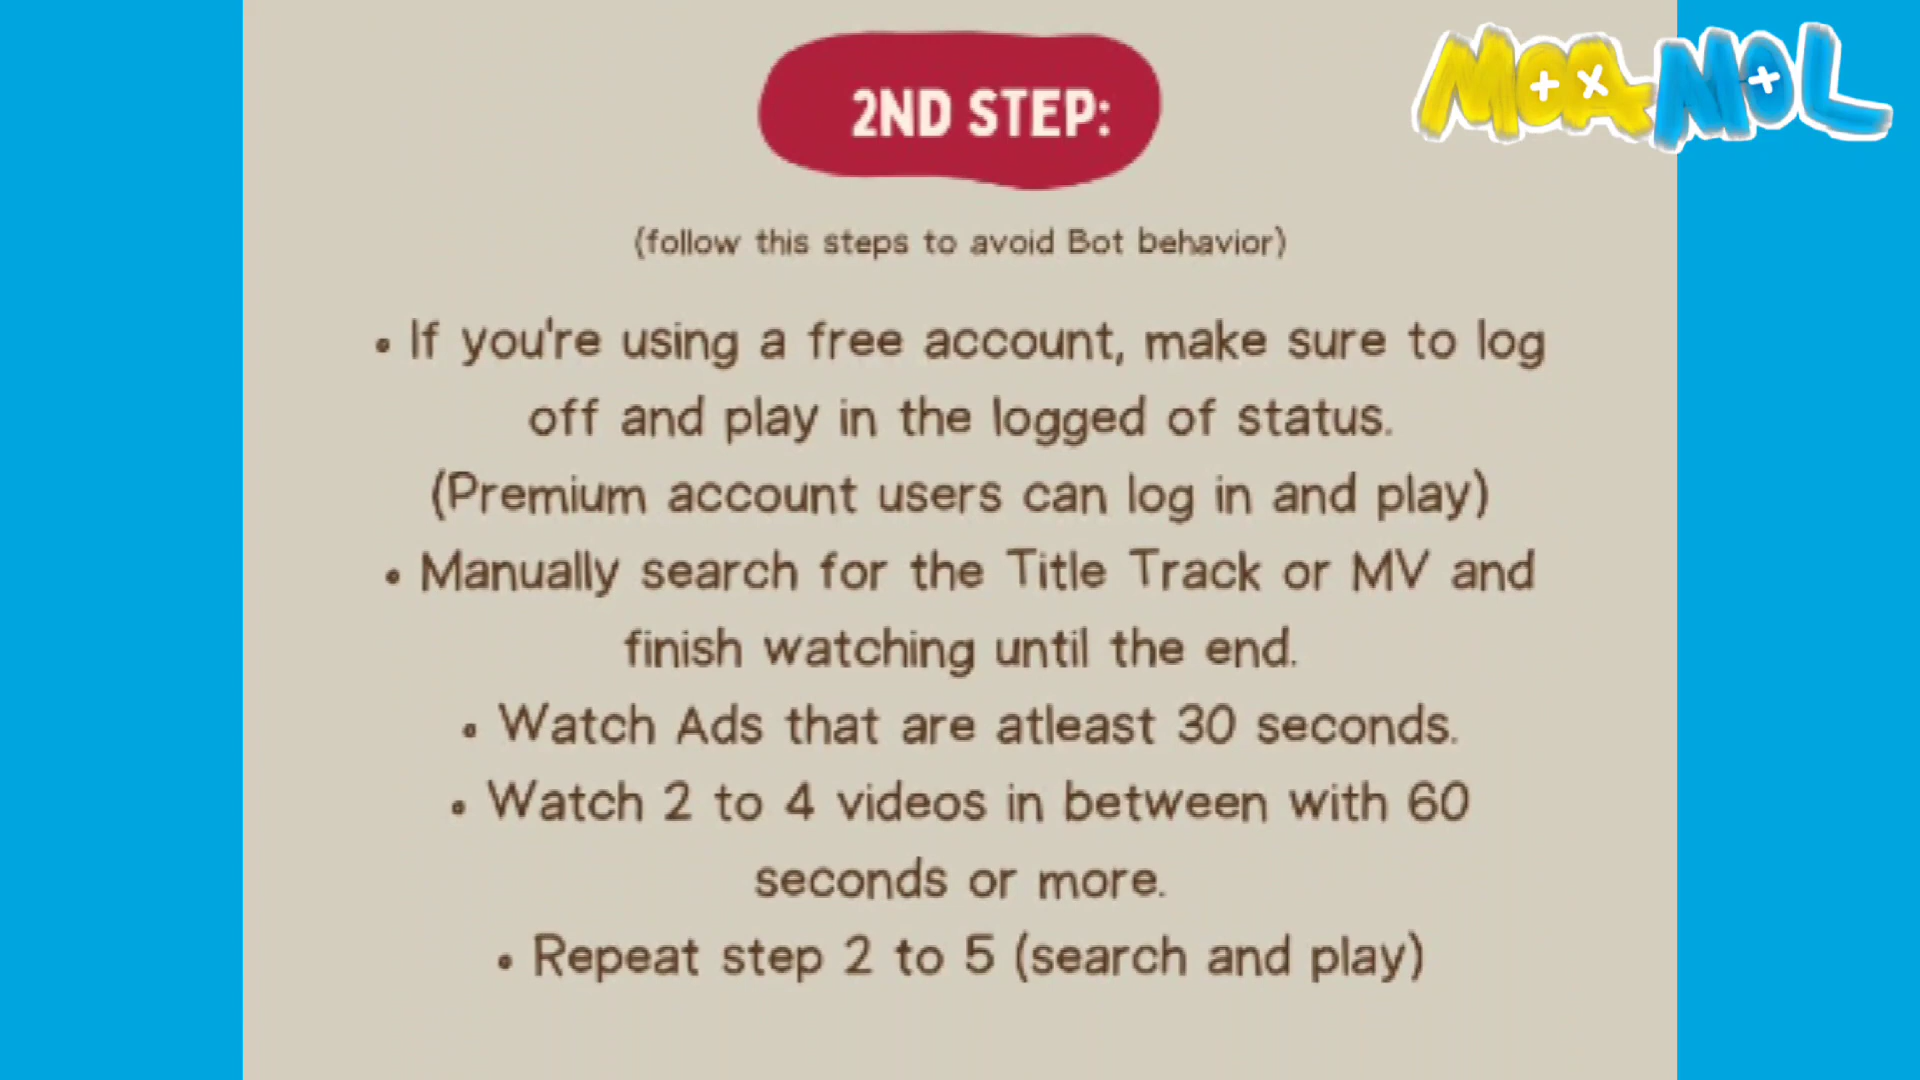 2ND STEP:
MOA MOL
(follow this steps to avoid Bot behavior)
• If you're using a free account, make sure to log
off and play in the logged of status.
(Premium account users can log in and play)
• Manually search for the Title Track or MV and
finish watching until the end.
• Watch Ads that are atleast 30 seconds.
• Watch 2 to 4 videos in between with 60
seconds or more.
• Repeat step 2 to 5 (search and play)